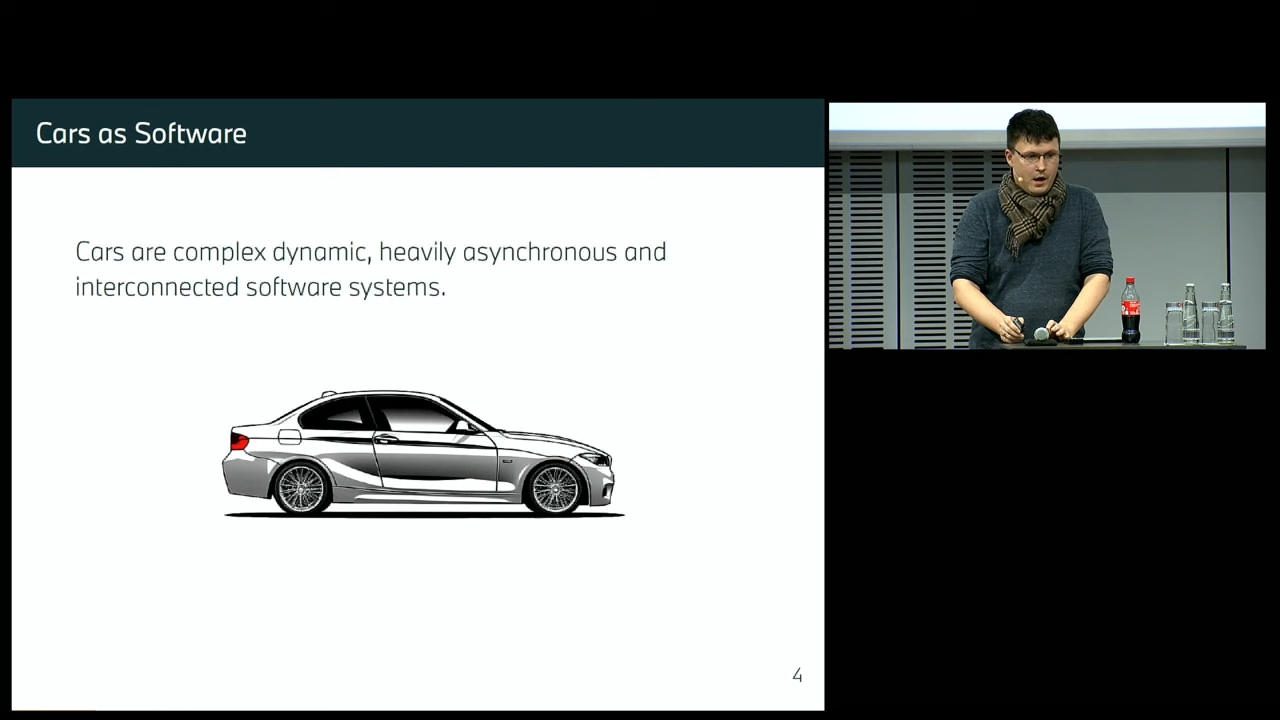 Cars as Software
Cars are complex dynamic, heavily asynchronous and
interconnected software systems.
4